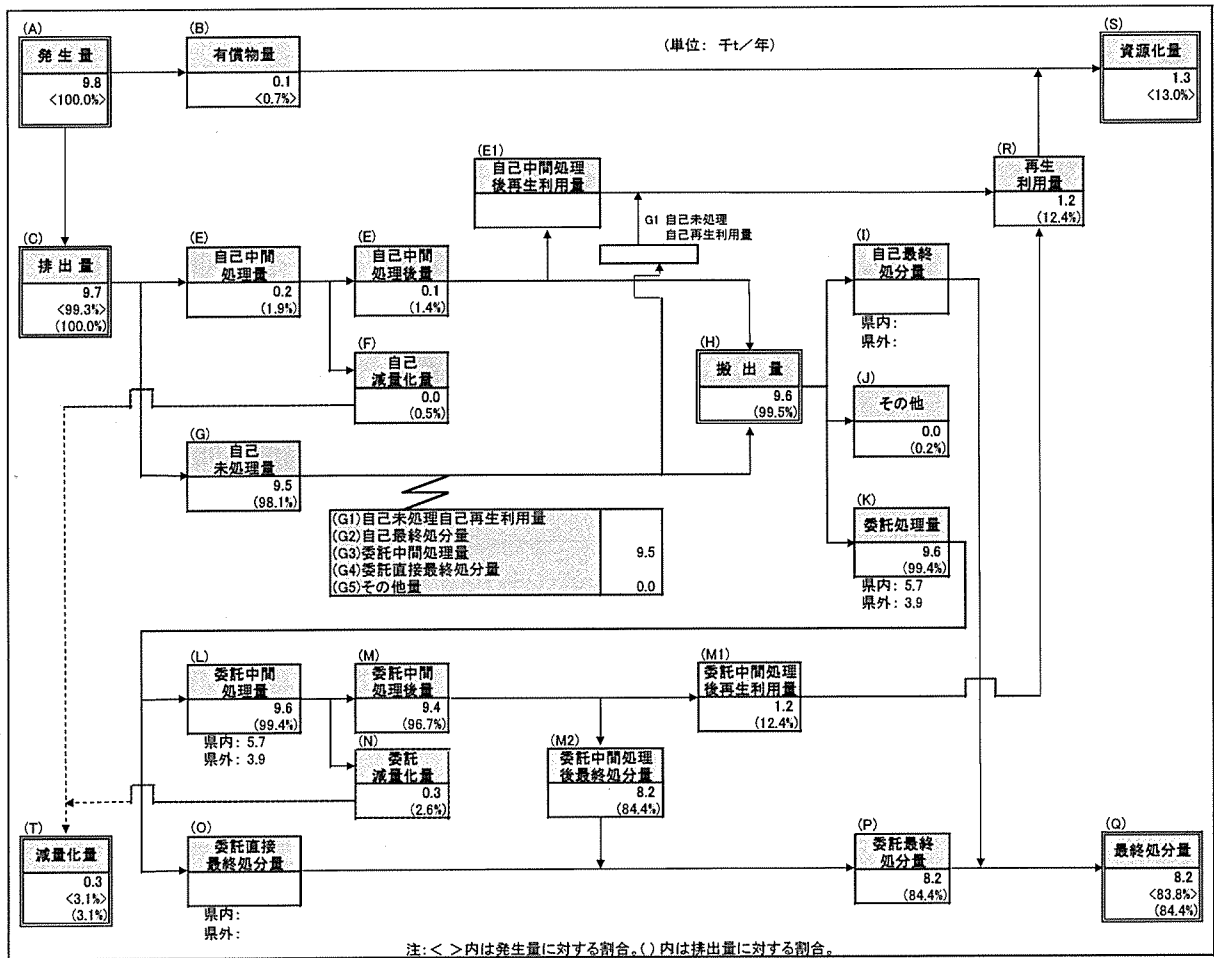 (A)
発 生 量
9.8
<100.0%>
(B)
有償物量
0.1
<0.7%>
(単位: 千t/年)
(S)
資源化量
1.3
<13.0%>
(E1)
自己中間処理
後再生利用量
(R)
再生
利用量
1.2
(12.4%)
G1 自己未処理
自己再生利用量
(C)
排 出 量
9.7
<99.3%>
(100.0%)
(E)
自己中間
処理量
0.2
(1.9%)
(E)
自己中間
処理後量
0.1
(1.4%)
(I)
自己最終
処分量
県内:
県外:
(F)
自己
減量化量
0.0
(0.5%)
(H)
搬 出 量
9.6
(99.5%)
(J)
その他
0.0
(0.2%)
(G)
自己
未処理量
9.5
(98.1%)
(G1)自己未処理自己再生利用量
(G2)自己最終処分量
(G3)委託中間処理量 9.5
(G4)委託直接最終処分量
(G5)その他量 0.0
(K)
委託処理量
9.6
(99.4%)
県内: 5.7
県外: 3.9
(L)
委託中間
処理量
9.6
(99.4%)
県内: 5.7
県外: 3.9
(M)
委託中間
処理後量
9.4
(96.7%)
(M1)
委託中間処理
後再生利用量
1.2
(12.4%)
(N)
委託
減量化量
0.3
(2.6%)
(M2)
委託中間処理
後最終処分量
8.2
(84.4%)
(T)
減量化量
0.3
<3.1%>
(3.1%)
(O)
委託直接
最終処分量
県内:
県外:
(P)
委託最終
処分量
8.2
(84.4%)
(Q)
最終処分量
8.2
<83.8%>
(84.4%)
注:< >内は発生量に対する割合。( )内は排出量に対する割合。